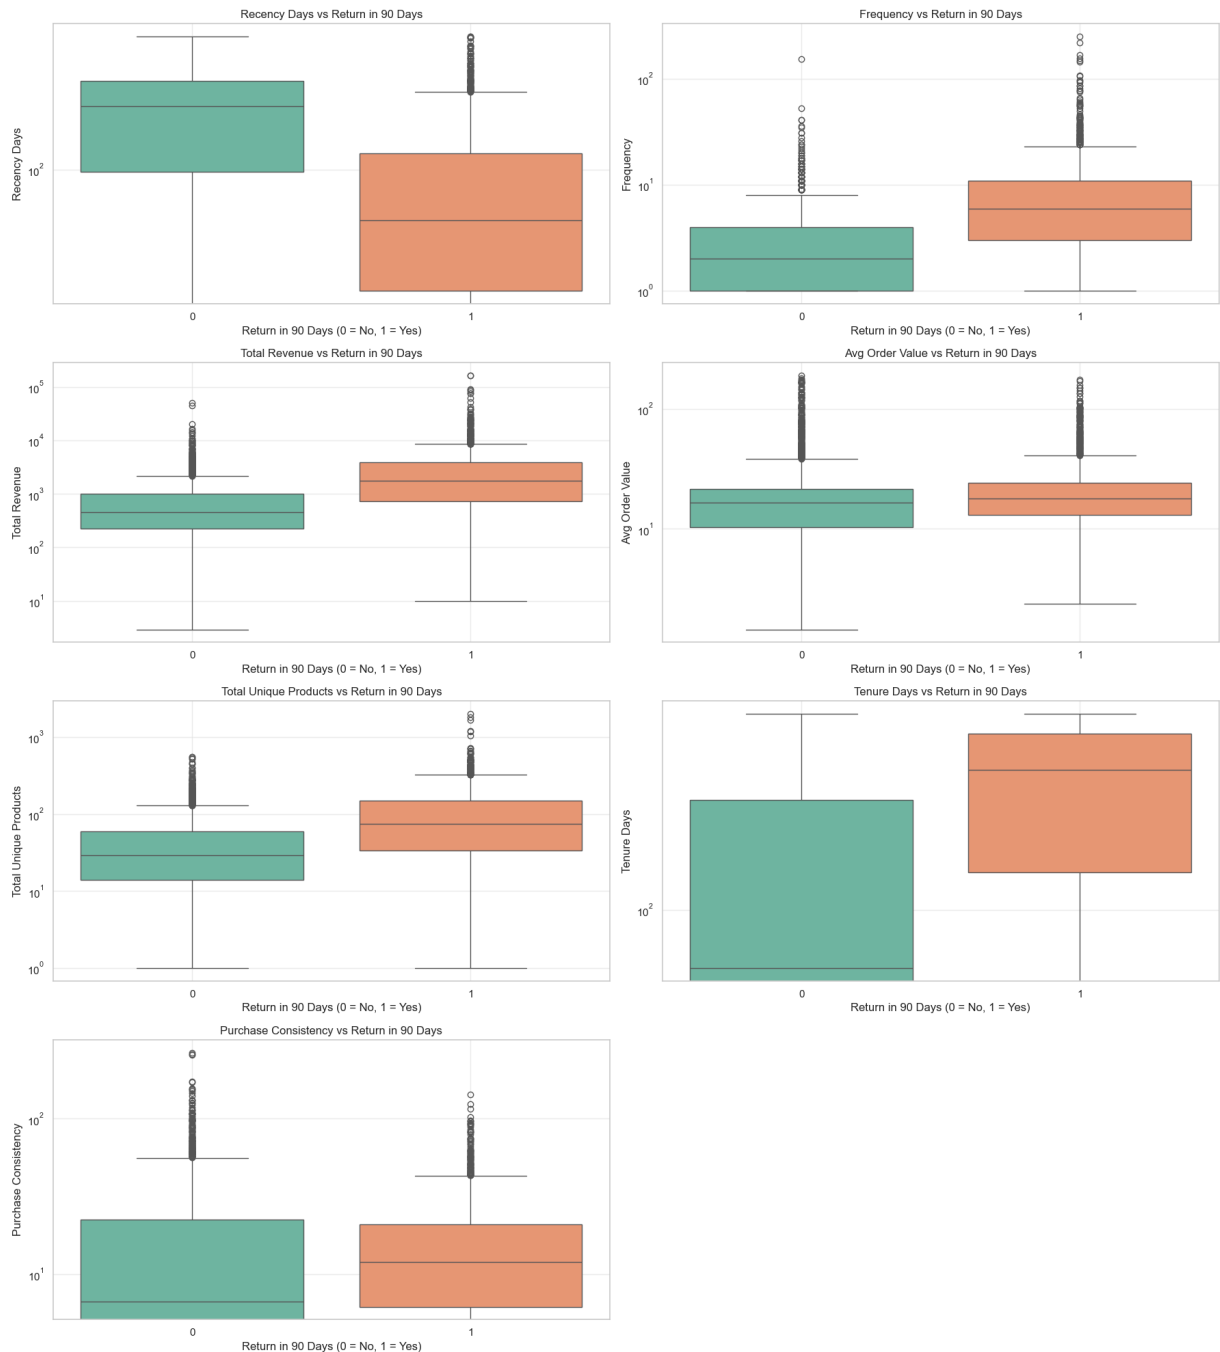 Recency Days vs Return in 90 Days
Recency Days
10²
0
1
Return in 90 Days (0 = No, 1 = Yes)
Frequency vs Return in 90 Days
Frequency
10²
10¹
10⁰
0
1
Return in 90 Days (0 = No, 1 = Yes)
Total Revenue vs Return in 90 Days
Total Revenue
10⁵
10⁴
10³
10²
10¹
0
1
Return in 90 Days (0 = No, 1 = Yes)
Avg Order Value vs Return in 90 Days
Avg Order Value
10²
10¹
0
1
Return in 90 Days (0 = No, 1 = Yes)
Total Unique Products vs Return in 90 Days
Total Unique Products
10³
10²
10¹
10⁰
0
1
Return in 90 Days (0 = No, 1 = Yes)
Tenure Days vs Return in 90 Days
Tenure Days
10²
0
1
Return in 90 Days (0 = No, 1 = Yes)
Purchase Consistency vs Return in 90 Days
Purchase Consistency
10²
10¹
0
1
Return in 90 Days (0 = No, 1 = Yes)